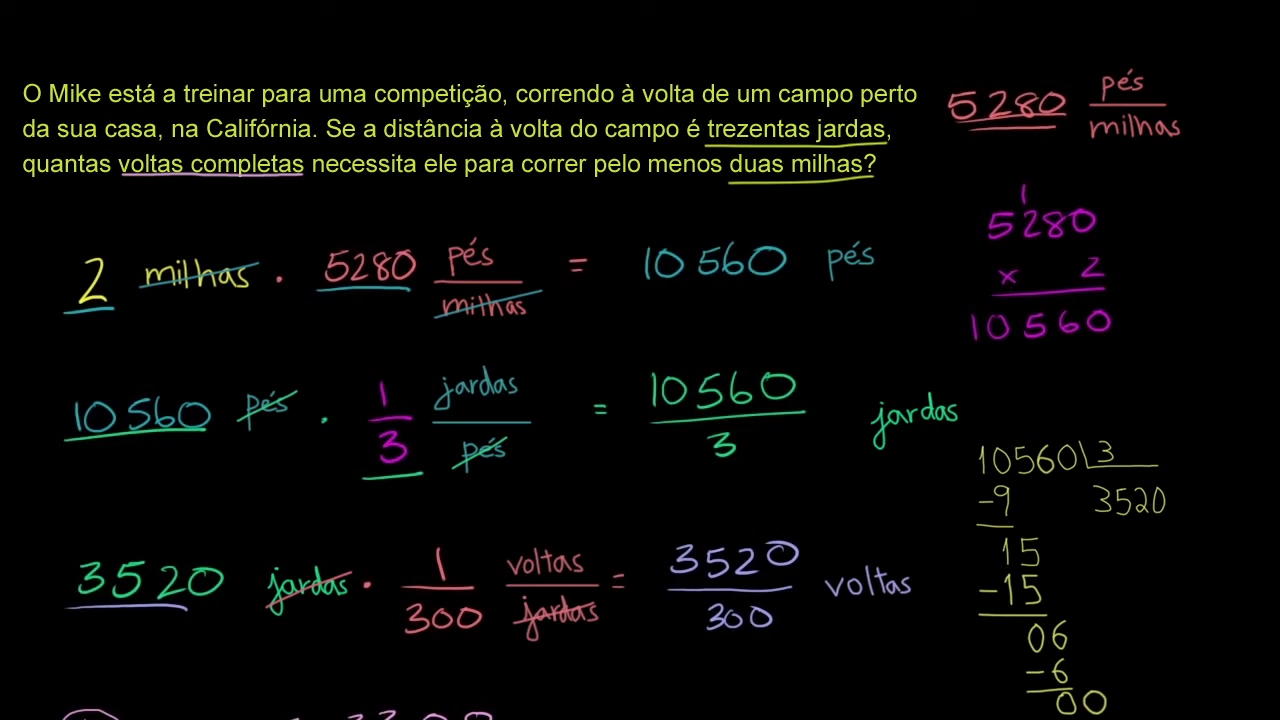 O Mike está a treinar para uma competição, correndo à volta de um campo perto
da sua casa, na Califórnia. Se a distância à volta do campo é trezentas jardas,
quantas voltas completas necessita ele para correr pelo menos duas milhas?
5280 pés/milhas
2 milhas · 5280 pés/milhas = 10560 pés
1
5280
x 2
10560
10560 pés · 1/3 jardas/pés = 10560/3 jardas
10560 3
-9 3520
15
-15
06
-6
00
3520 jardas · 1/300 voltas/jardas = 3520/300 voltas